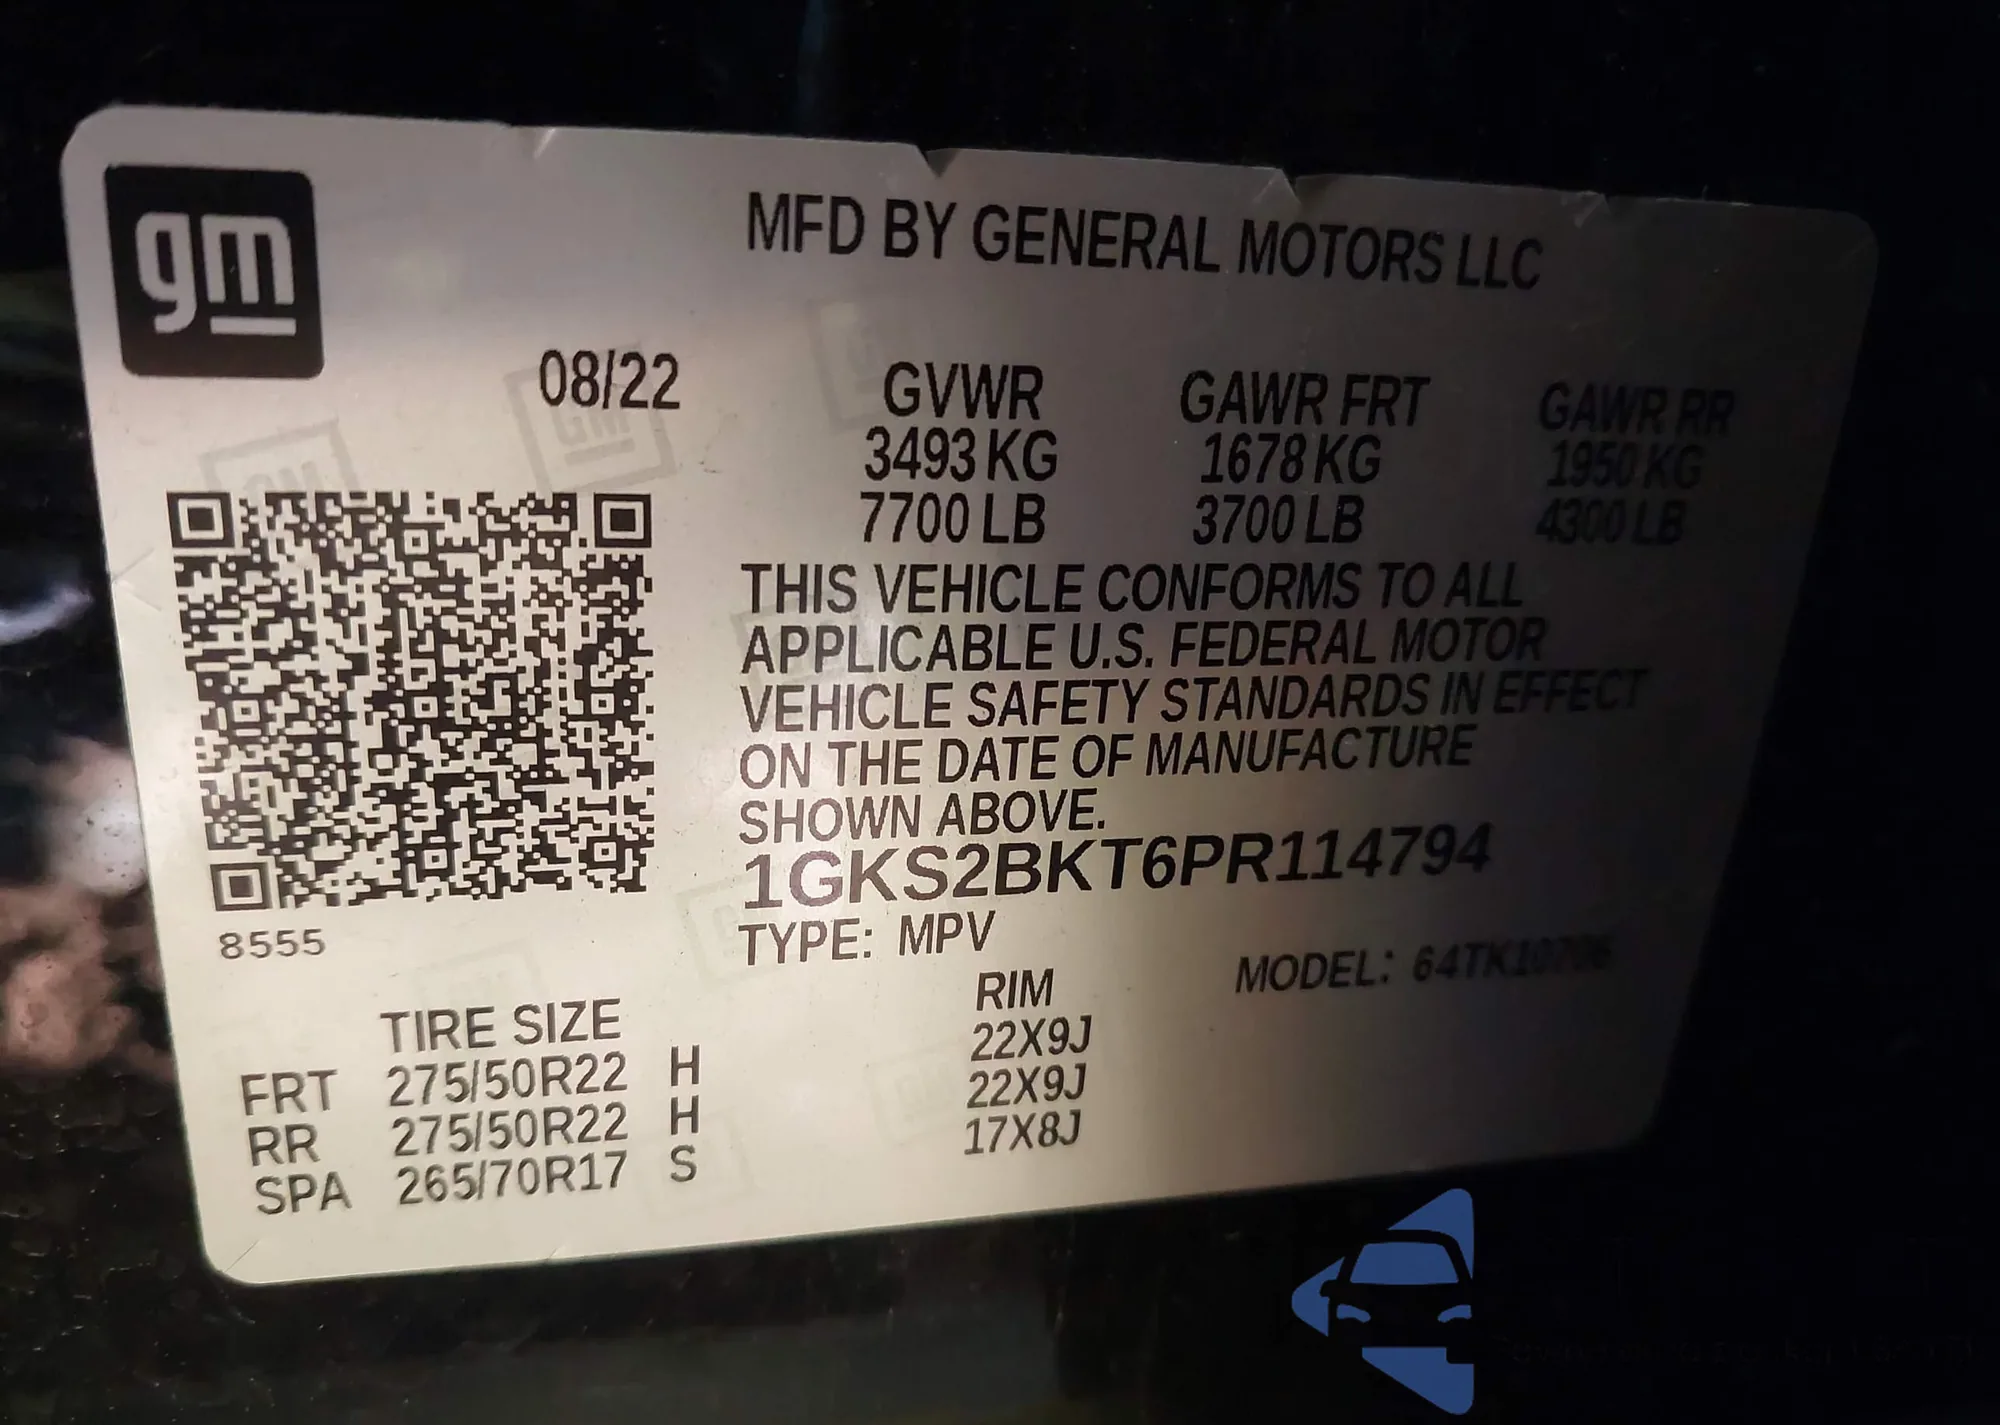 gm
MFD BY GENERAL MOTORS LLC
08/22
GVWR GAWR FRT GAWR RR
3493 KG 1678 KG 1950 KG
7700 LB 3700 LB 4300 LB
THIS VEHICLE CONFORMS TO ALL
APPLICABLE U.S. FEDERAL MOTOR
VEHICLE SAFETY STANDARDS IN EFFECT
ON THE DATE OF MANUFACTURE
SHOWN ABOVE.
1GKS2BKT6PR114794
8555
TYPE: MPV MODEL: 64TK10706
TIRE SIZE RIM
FRT 275/50R22 H 22X9J
RR 275/50R22 H 22X9J
SPA 265/70R17 S 17X8J